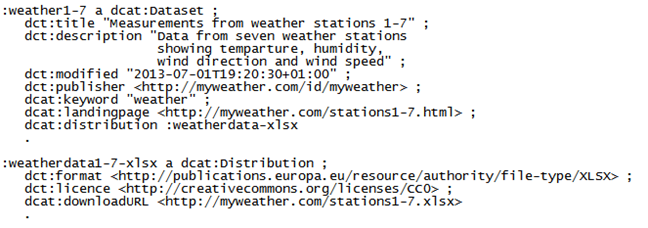 :weather1-7 a dcat:Dataset ;
dct:title "Measurements from weather stations 1-7" ;
dct:description "Data from seven weather stations
showing temparture, humidity,
wind direction and wind speed" ;
dct:modified "2013-07-01T19:20:30+01:00" ;
dct:publisher <http://myweather.com/id/myweather> ;
dcat:keyword "weather" ;
dcat:landingpage <http://myweather.com/stations1-7.html> ;
dcat:distribution :weatherdata-xlsx
.
:weatherdata1-7-xlsx a dcat:Distribution ;
dct:format <http://publications.europa.eu/resource/authority/file-type/XLSX> ;
dct:licence <http://creativecommons.org/licenses/CC0> ;
dcat:downloadURL <http://myweather.com/stations1-7.xlsx>
.